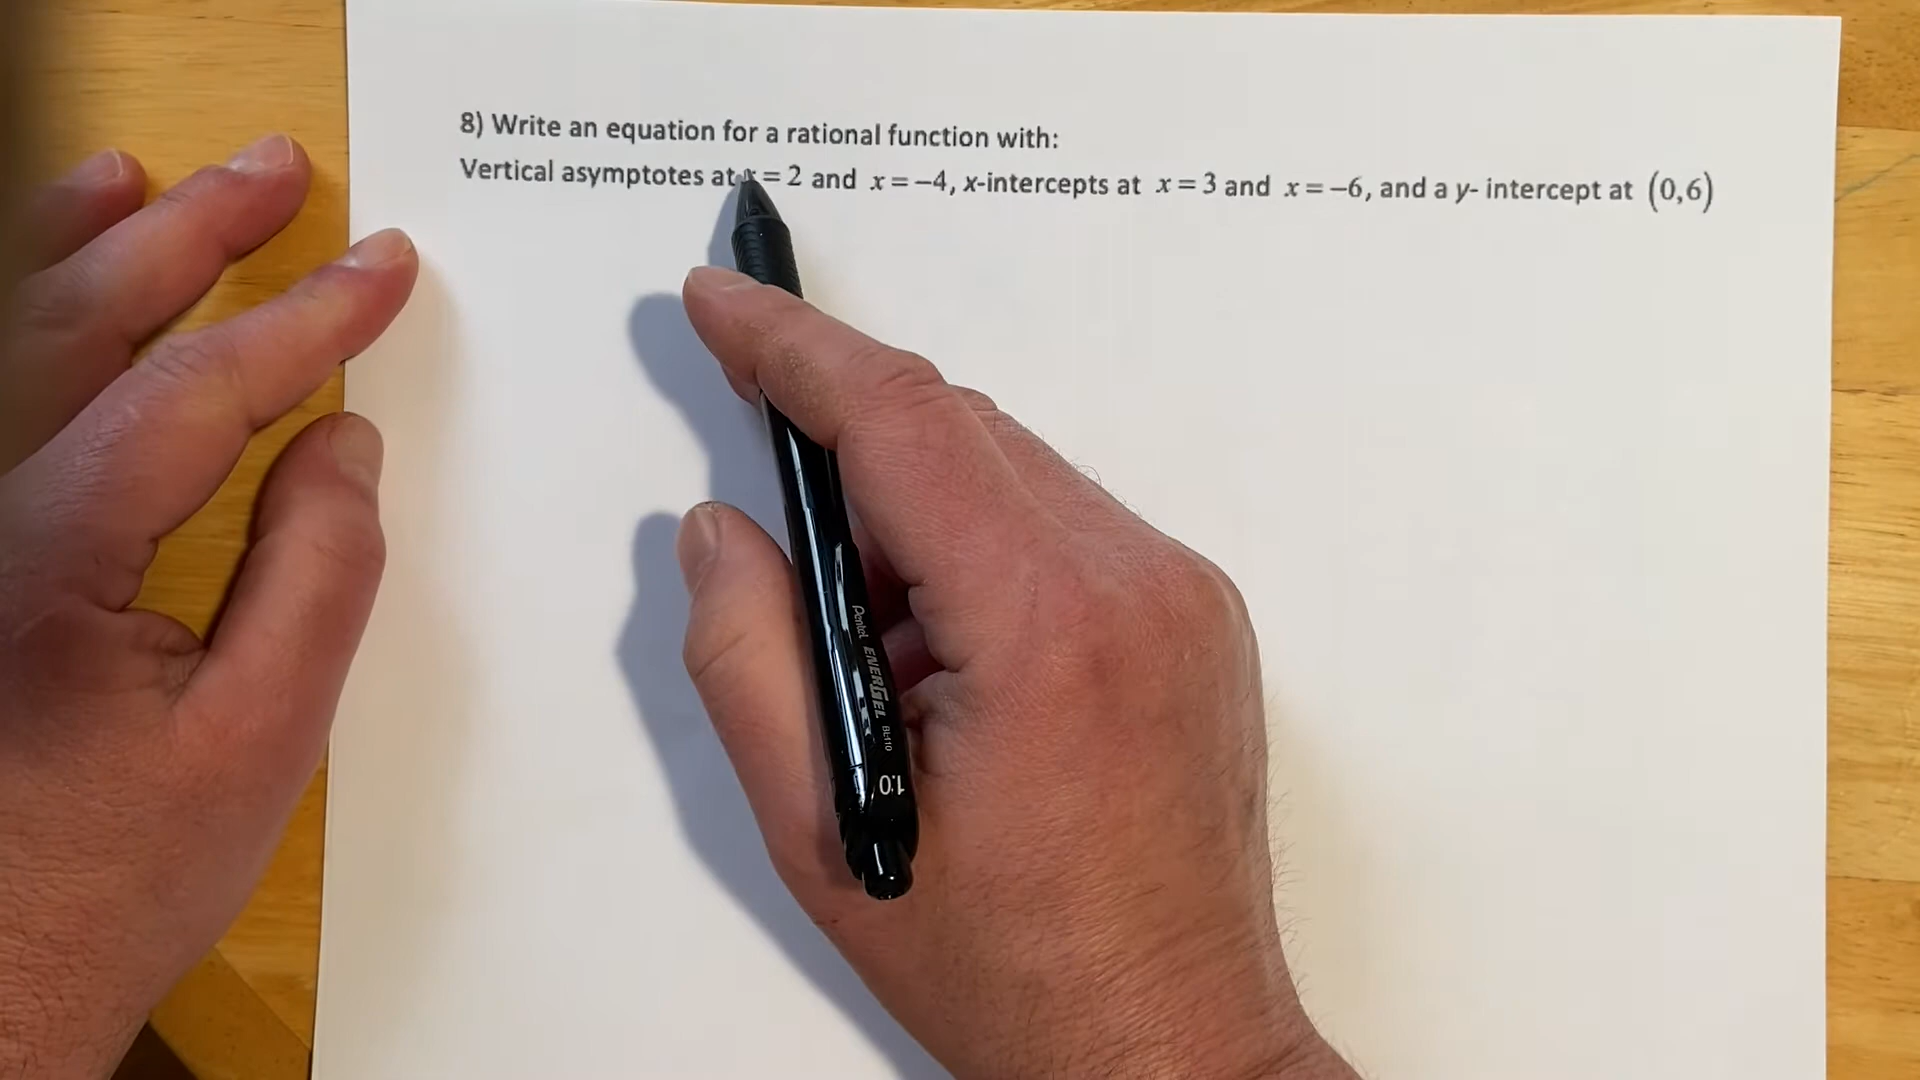 8) Write an equation for a rational function with:
Vertical asymptotes at x = 2 and x = −4, x-intercepts at x = 3 and x = −6, and a y- intercept at (0,6)
Pentel ENERGEL BL110
1.0